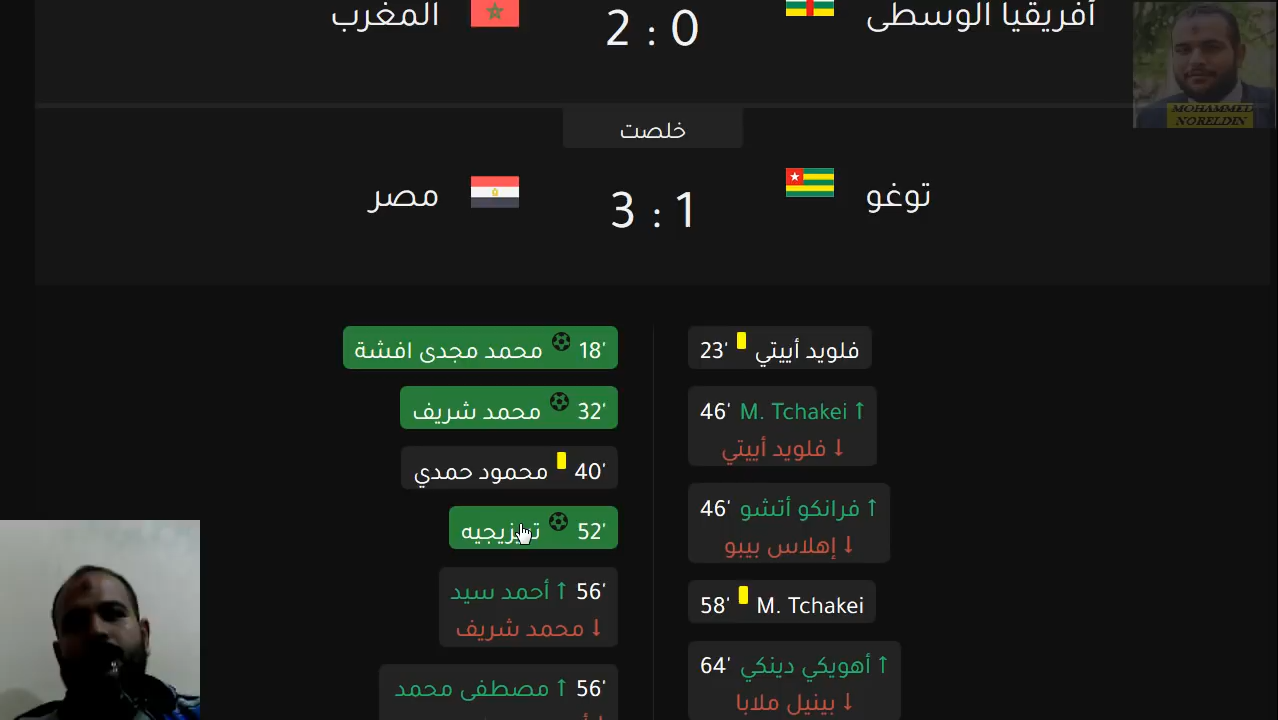 أفريقيا الوسطى
2 : 0
المغرب
MOHAMMED
NORELDIN
خلصت
توغو
3 : 1
مصر
23' فلويد أييتي
46' M. Tchakei ↑
فلويد أييتي ↓
46' فرانكو أتشو ↑
إهلاس بيبو ↓
58' M. Tchakei
64' أهويكي دينكي ↑
بينيل ملابا ↓
18' محمد مجدى افشة
32' محمد شريف
40' محمود حمدي
52'
56' ↑ أحمد سيد
↓ محمد شريف
56' ↑ مصطفى محمد